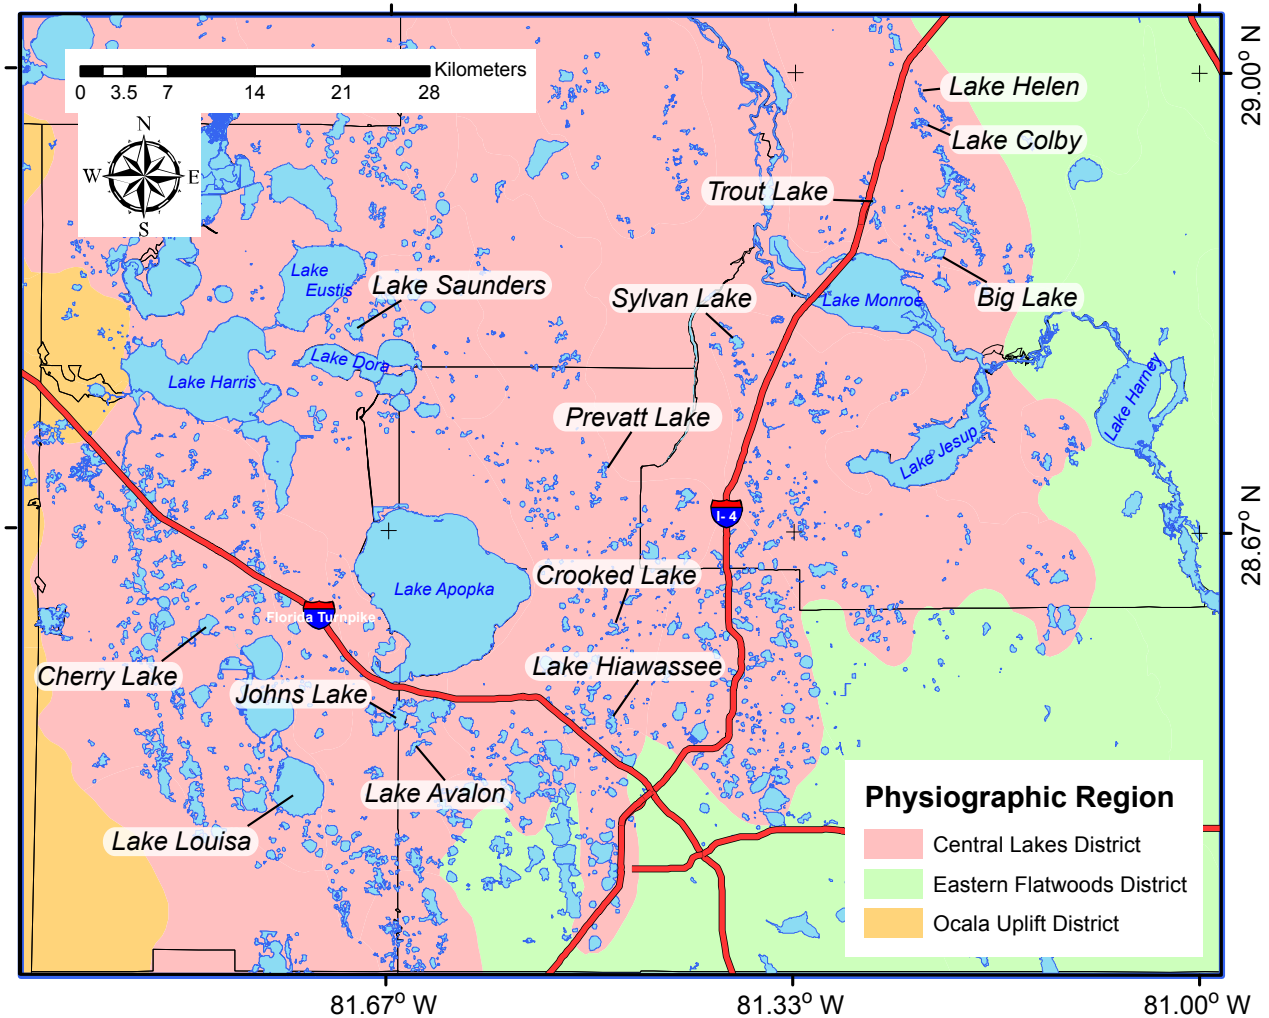 Kilometers
0 3.5 7 14 21 28
N
W E
S
29.00° N
Lake Helen
Lake Colby
Trout Lake
Lake
Eustis
Lake Saunders
Sylvan Lake
Lake Monroe
Big Lake
Lake Dora
Lake Harris
Lake Harney
Prevatt Lake
Lake Jesup
I- 4
28.67° N
Crooked Lake
Lake Apopka
Florida Turnpike
Cherry Lake
Lake Hiawassee
Johns Lake
Lake Avalon
Lake Louisa
Physiographic Region
Central Lakes District
Eastern Flatwoods District
Ocala Uplift District
81.67° W
81.33° W
81.00° W